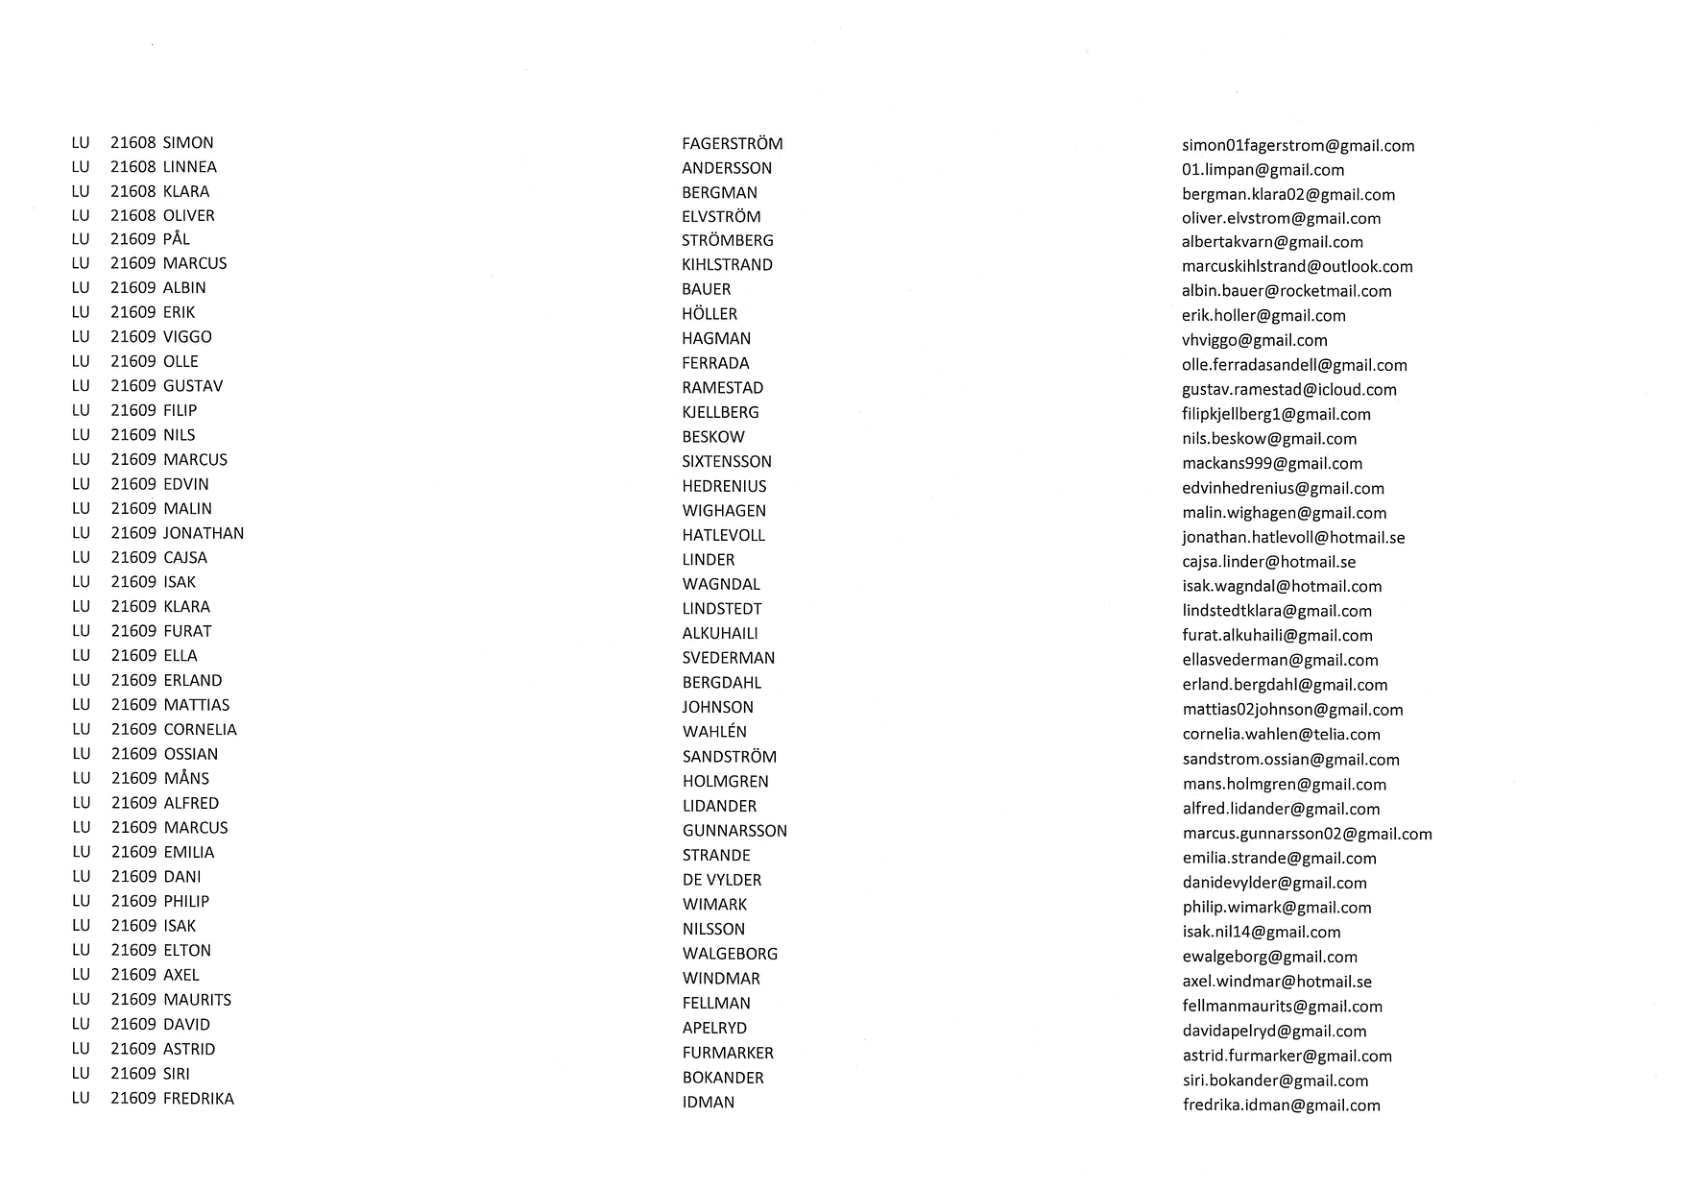 LU 21608 SIMON FAGERSTRÖM simon01fagerstrom@gmail.com
LU 21608 LINNEA ANDERSSON 01.limpan@gmail.com
LU 21608 KLARA BERGMAN bergman.klara02@gmail.com
LU 21608 OLIVER ELVSTRÖM oliver.elvstrom@gmail.com
LU 21609 PÅL STRÖMBERG albertakvarn@gmail.com
LU 21609 MARCUS KIHLSTRAND marcuskihlstrand@outlook.com
LU 21609 ALBIN BAUER albin.bauer@rocketmail.com
LU 21609 ERIK HÖLLER erik.holler@gmail.com
LU 21609 VIGGO HAGMAN vhviggo@gmail.com
LU 21609 OLLE FERRADA olle.ferradasandell@gmail.com
LU 21609 GUSTAV RAMESTAD gustav.ramestad@icloud.com
LU 21609 FILIP KJELLBERG filipkjellberg1@gmail.com
LU 21609 NILS BESKOW nils.beskow@gmail.com
LU 21609 MARCUS SIXTENSSON mackans999@gmail.com
LU 21609 EDVIN HEDRENIUS edvinhedrenius@gmail.com
LU 21609 MALIN WIGHAGEN malin.wighagen@gmail.com
LU 21609 JONATHAN HATLEVOLL jonathan.hatlevoll@hotmail.se
LU 21609 CAJSA LINDER cajsa.linder@hotmail.se
LU 21609 ISAK WAGNDAL isak.wagndal@hotmail.com
LU 21609 KLARA LINDSTEDT lindstedtklara@gmail.com
LU 21609 FURAT ALKUHAILI furat.alkuhaili@gmail.com
LU 21609 ELLA SVEDERMAN ellasvederman@gmail.com
LU 21609 ERLAND BERGDAHL erland.bergdahl@gmail.com
LU 21609 MATTIAS JOHNSON mattias02johnson@gmail.com
LU 21609 CORNELIA WAHLÉN cornelia.wahlen@telia.com
LU 21609 OSSIAN SANDSTRÖM sandstrom.ossian@gmail.com
LU 21609 MÅNS HOLMGREN mans.holmgren@gmail.com
LU 21609 ALFRED LIDANDER alfred.lidander@gmail.com
LU 21609 MARCUS GUNNARSSON marcus.gunnarsson02@gmail.com
LU 21609 EMILIA STRANDE emilia.strande@gmail.com
LU 21609 DANI DE VYLDER danidevylder@gmail.com
LU 21609 PHILIP WIMARK philip.wimark@gmail.com
LU 21609 ISAK NILSSON isak.nil14@gmail.com
LU 21609 ELTON WALGEBORG ewalgeborg@gmail.com
LU 21609 AXEL WINDMAR axel.windmar@hotmail.se
LU 21609 MAURITS FELLMAN fellmanmaurits@gmail.com
LU 21609 DAVID APELRYD davidapelryd@gmail.com
LU 21609 ASTRID FURMARKER astrid.furmarker@gmail.com
LU 21609 SIRI BOKANDER siri.bokander@gmail.com
LU 21609 FREDRIKA IDMAN fredrika.idman@gmail.com